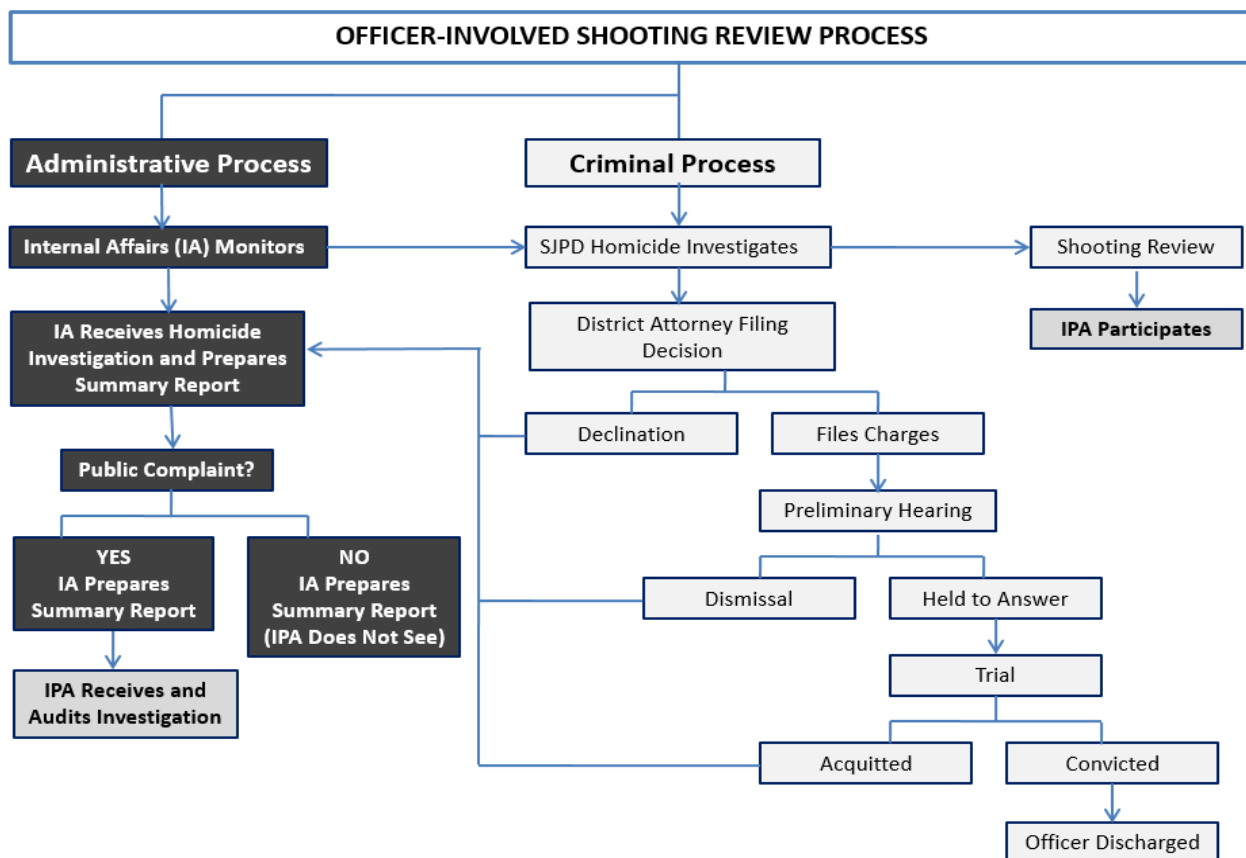 OFFICER-INVOLVED SHOOTING REVIEW PROCESS
Administrative Process
Criminal Process
Internal Affairs (IA) Monitors
SJPD Homicide Investigates
Shooting Review
IA Receives Homicide
Investigation and Prepares
Summary Report
District Attorney Filing
Decision
IPA Participates
Declination
Files Charges
Public Complaint?
Preliminary Hearing
YES
IA Prepares
Summary Report
NO
IA Prepares
Summary Report
(IPA Does Not See)
Dismissal
Held to Answer
IPA Receives and
Audits Investigation
Trial
Acquitted
Convicted
Officer Discharged